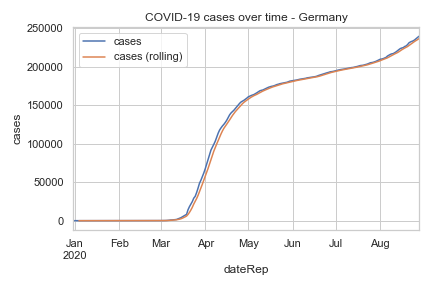 COVID-19 cases over time - Germany
cases
cases (rolling)
250000
200000
150000
100000
50000
0
cases
Jan Feb Mar Apr May Jun Jul Aug
2020
dateRep